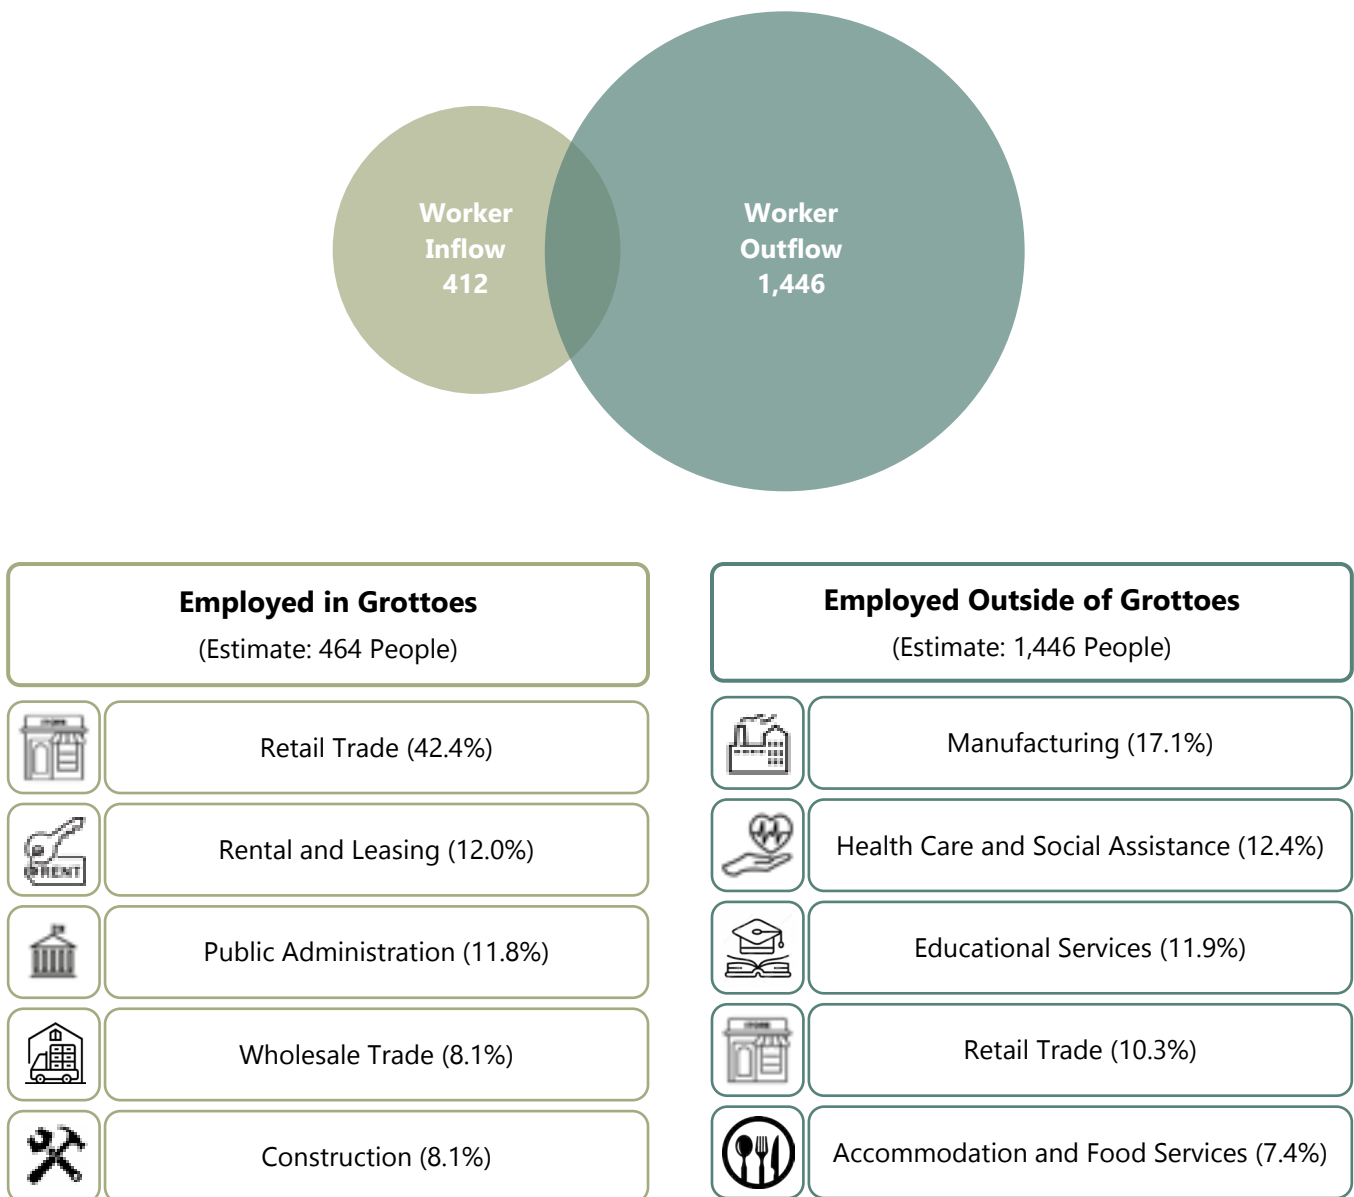 Worker
Inflow
412
Worker
Outflow
1,446
Employed in Grottoes
(Estimate: 464 People)
Retail Trade (42.4%)
RENT
Rental and Leasing (12.0%)
Public Administration (11.8%)
Wholesale Trade (8.1%)
Construction (8.1%)
Employed Outside of Grottoes
(Estimate: 1,446 People)
Manufacturing (17.1%)
Health Care and Social Assistance (12.4%)
Educational Services (11.9%)
Retail Trade (10.3%)
Accommodation and Food Services (7.4%)